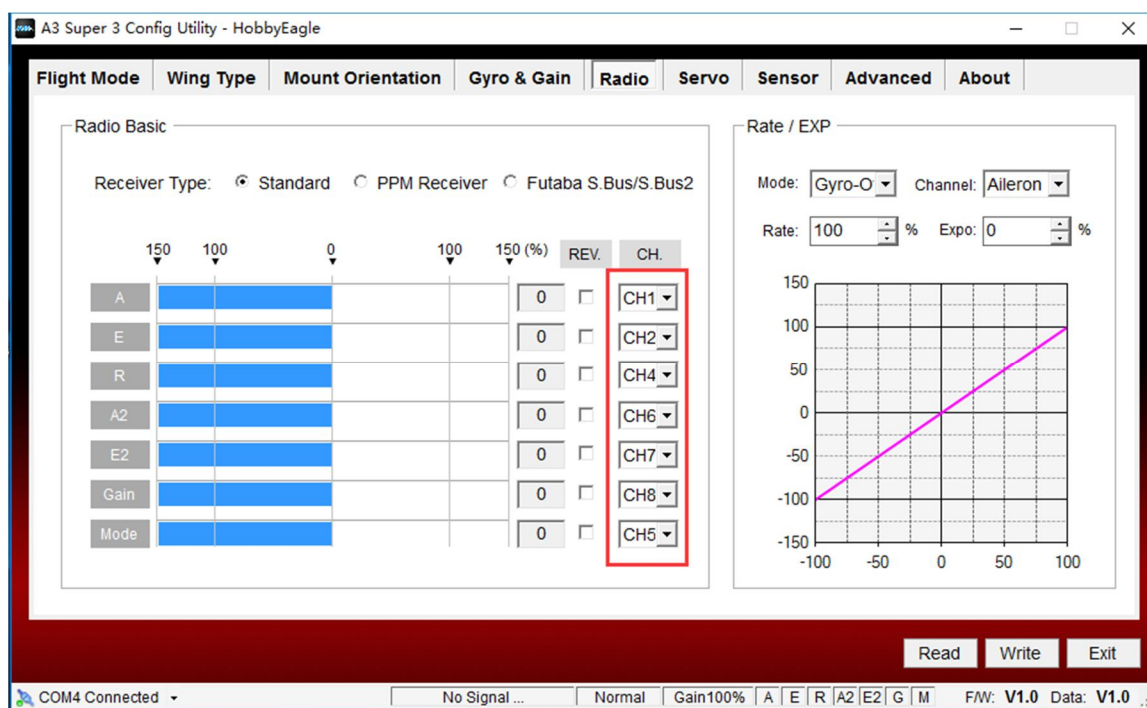 A3 Super 3 Config Utility - HobbyEagle
Flight Mode Wing Type Mount Orientation Gyro & Gain Radio Servo Sensor Advanced About
Radio Basic
Receiver Type: Standard PPM Receiver Futaba S.Bus/S.Bus2
150 100 0 100 150 (%) REV. CH.
A 0 CH1
E 0 CH2
R 0 CH4
A2 0 CH6
E2 0 CH7
Gain 0 CH8
Mode 0 CH5
Rate / EXP
Mode: Gyro-O Channel: Aileron
Rate: 100 % Expo: 0 %
150
100
50
0
-50
-100
-150
-100 -50 0 50 100
Read Write Exit
COM4 Connected No Signal ... Normal Gain100% A E R A2 E2 G M F/W: V1.0 Data: V1.0